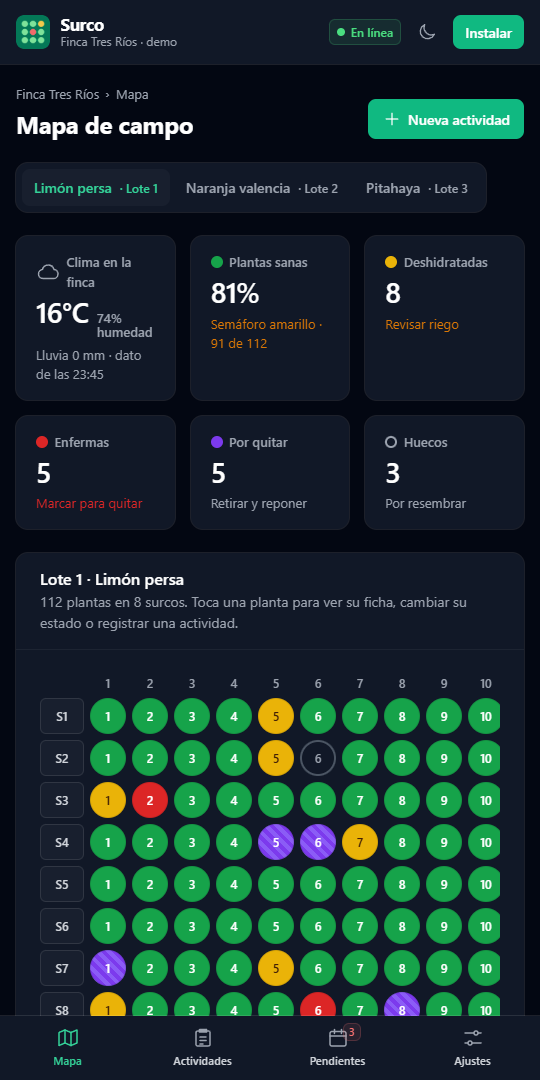 Surco
Finca Tres Ríos · demo
En línea
Instalar
Finca Tres Ríos › Mapa
Mapa de campo
Nueva actividad
Limón persa · Lote 1
Naranja valencia · Lote 2
Pitahaya · Lote 3
Clima en la
finca
16°C 74%
humedad
Lluvia 0 mm · dato
de las 23:45
Plantas sanas
81%
Semáforo amarillo ·
91 de 112
Deshidratadas
8
Revisar riego
Enfermas
5
Marcar para quitar
Por quitar
5
Retirar y reponer
Huecos
3
Por resembrar
Lote 1 · Limón persa
112 plantas en 8 surcos. Toca una planta para ver su ficha, cambiar su
estado o registrar una actividad.
1 2 3 4 5 6 7 8 9 10
S1 1 2 3 4 5 6 7 8 9 10
S2 1 2 3 4 5 6 7 8 9 10
S3 1 2 3 4 5 6 7 8 9 10
S4 1 2 3 4 5 6 7 8 9 10
S5 1 2 3 4 5 6 7 8 9 10
S6 1 2 3 4 5 6 7 8 9 10
S7 1 2 3 4 5 6 7 8 9 10
S8 1 2 3 4 5 6 7 8 9 10
Mapa
Actividades
3
Pendientes
Ajustes